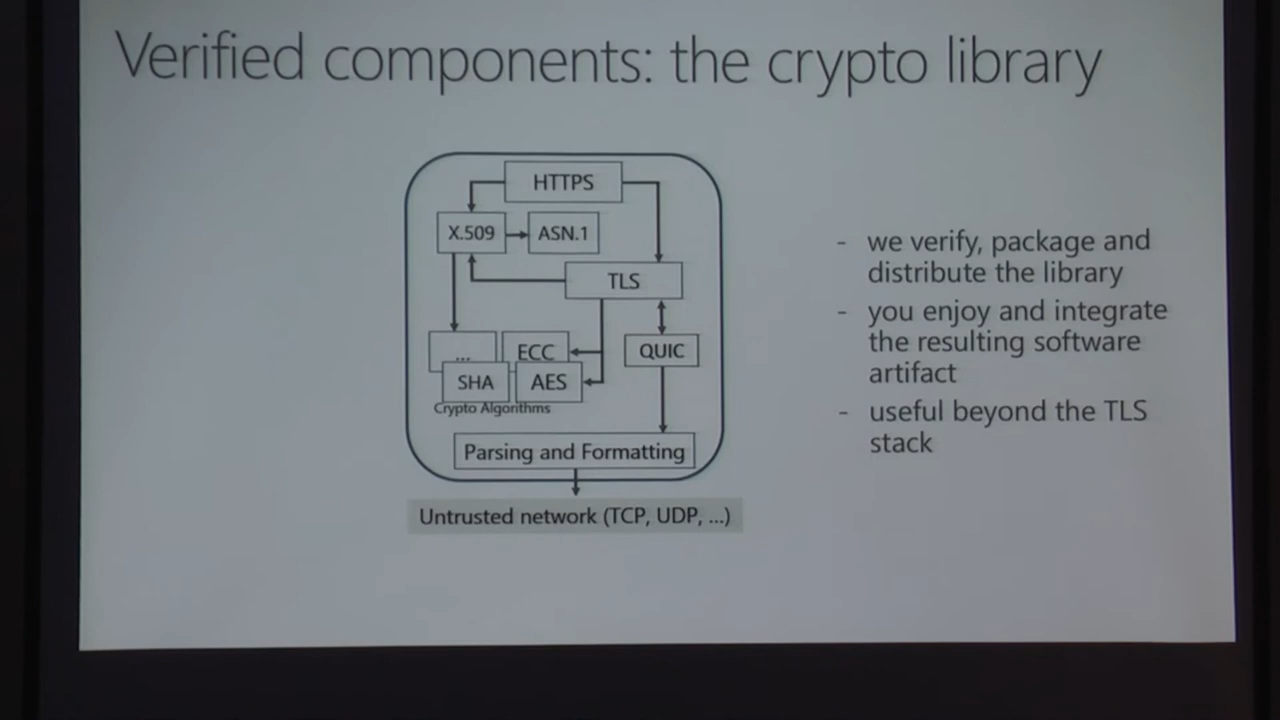 Verified components: the crypto library
HTTPS
X.509
ASN.1
TLS
...
ECC
QUIC
SHA
AES
Crypto Algorithms
Parsing and Formatting
Untrusted network (TCP, UDP, ...)
- we verify, package and
distribute the library
- you enjoy and integrate
the resulting software
artifact
- useful beyond the TLS
stack